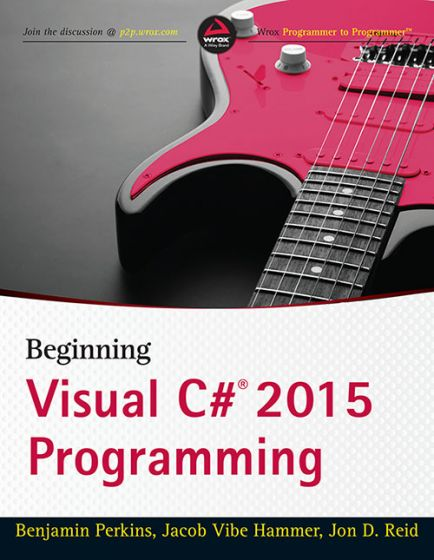 Join the discussion @ p2p.wrox.com
wrox
A Wiley Brand
Wrox Programmer to Programmer™
Beginning
Visual C#® 2015
Programming
Benjamin Perkins, Jacob Vibe Hammer, Jon D. Reid